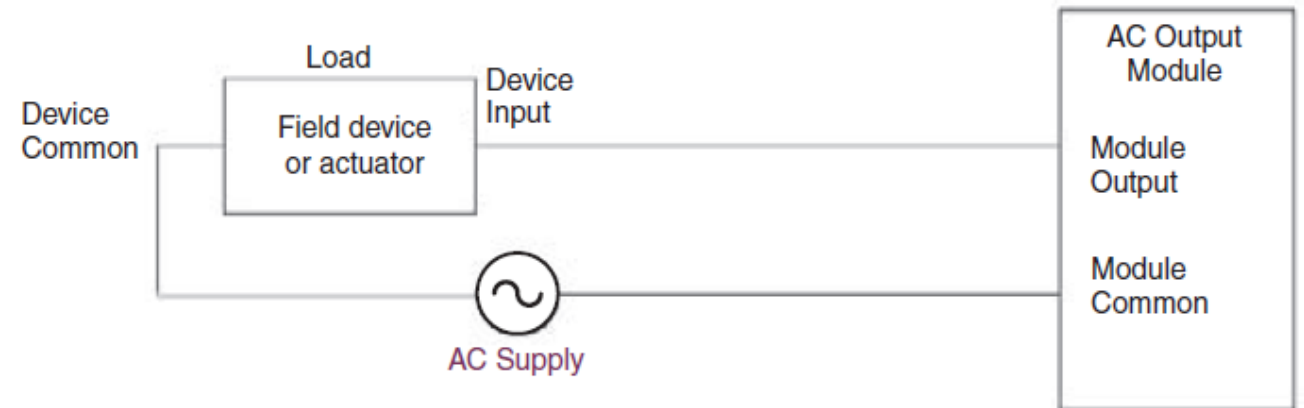 Load
Device
Common
Field device
or actuator
Device
Input
AC Supply
AC Output
Module
Module
Output
Module
Common